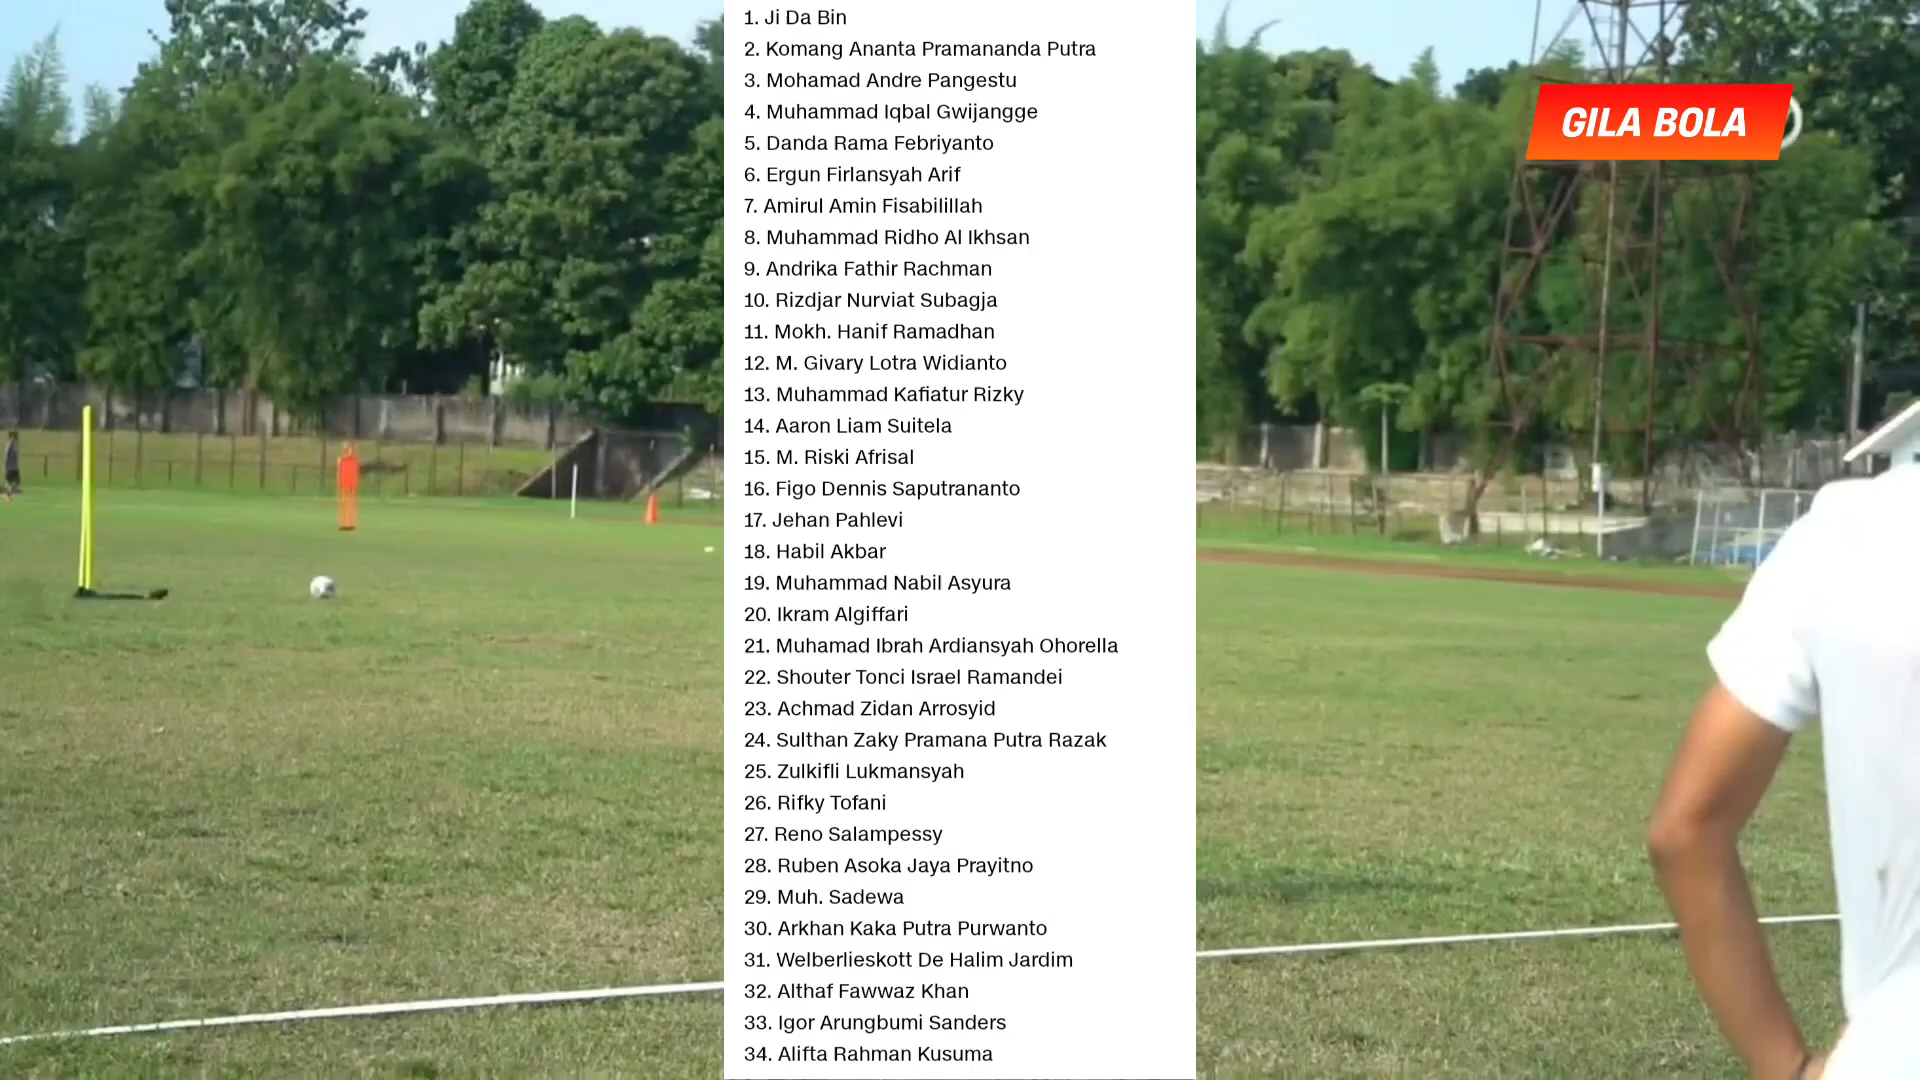 1. Ji Da Bin
2. Komang Ananta Pramananda Putra
3. Mohamad Andre Pangestu
4. Muhammad Iqbal Gwijangge
5. Danda Rama Febriyanto
6. Ergun Firlansyah Arif
7. Amirul Amin Fisabilillah
8. Muhammad Ridho Al Ikhsan
9. Andrika Fathir Rachman
10. Rizdjar Nurviat Subagja
11. Mokh. Hanif Ramadhan
12. M. Givary Lotra Widianto
13. Muhammad Kafiatur Rizky
14. Aaron Liam Suitela
15. M. Riski Afrisal
16. Figo Dennis Saputrananto
17. Jehan Pahlevi
18. Habil Akbar
19. Muhammad Nabil Asyura
20. Ikram Algiffari
21. Muhamad Ibrah Ardiansyah Ohorella
22. Shouter Tonci Israel Ramandei
23. Achmad Zidan Arrosyid
24. Sulthan Zaky Pramana Putra Razak
25. Zulkifli Lukmansyah
26. Rifky Tofani
27. Reno Salampessy
28. Ruben Asoka Jaya Prayitno
29. Muh. Sadewa
30. Arkhan Kaka Putra Purwanto
31. Welberlieskott De Halim Jardim
32. Althaf Fawwaz Khan
33. Igor Arungbumi Sanders
34. Alifta Rahman Kusuma
GILA BOLA